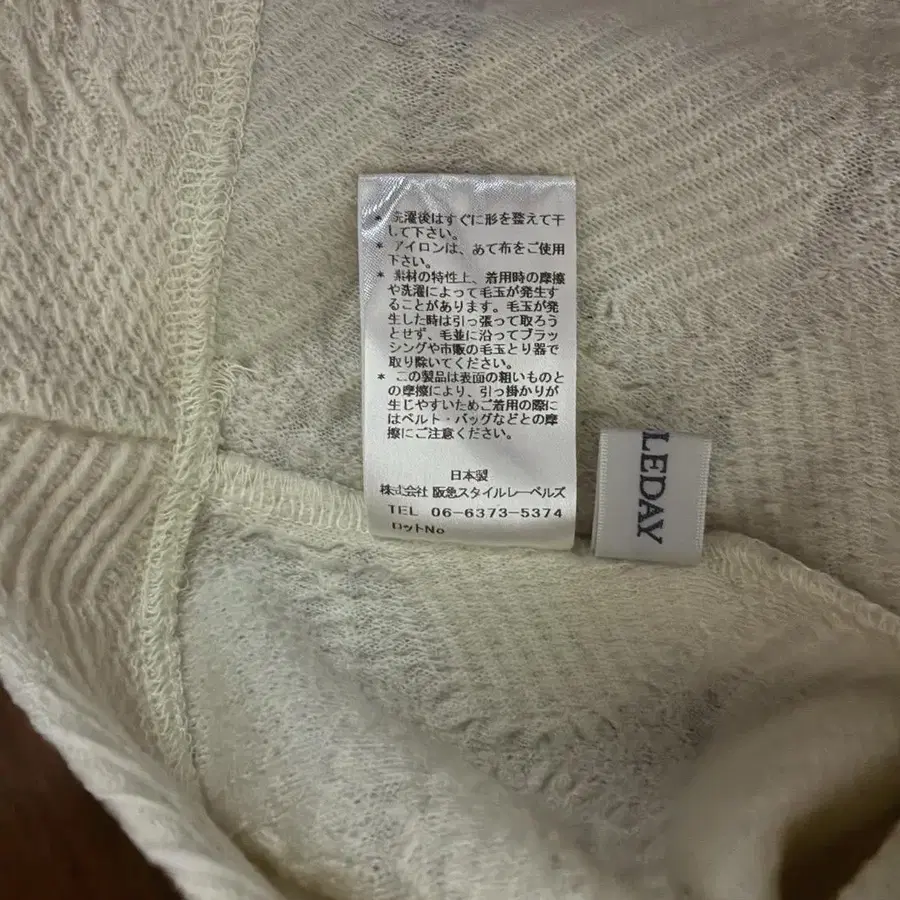 * 洗濯後はすぐに形を整えて干
して下さい。
* アイロンは、あて布をご使用
下さい。
* 素材の特性上、着用時の摩擦
や洗濯によって毛玉が発生す
ることがあります。毛玉が発
生した時は引っ張って取ろう
とせず、毛並に沿ってブラッ
シングや市販の毛玉とり器で
取り除いてください。
* この製品は表面の粗いものと
の摩擦により、引っ掛かりが
生じやすいためご着用の際に
はベルト・バッグなどとの摩
擦にご注意ください。
日本製
株式会社 阪急スタイルレーベルズ
TEL 06-6373-5374
ロットNo
LEDAY